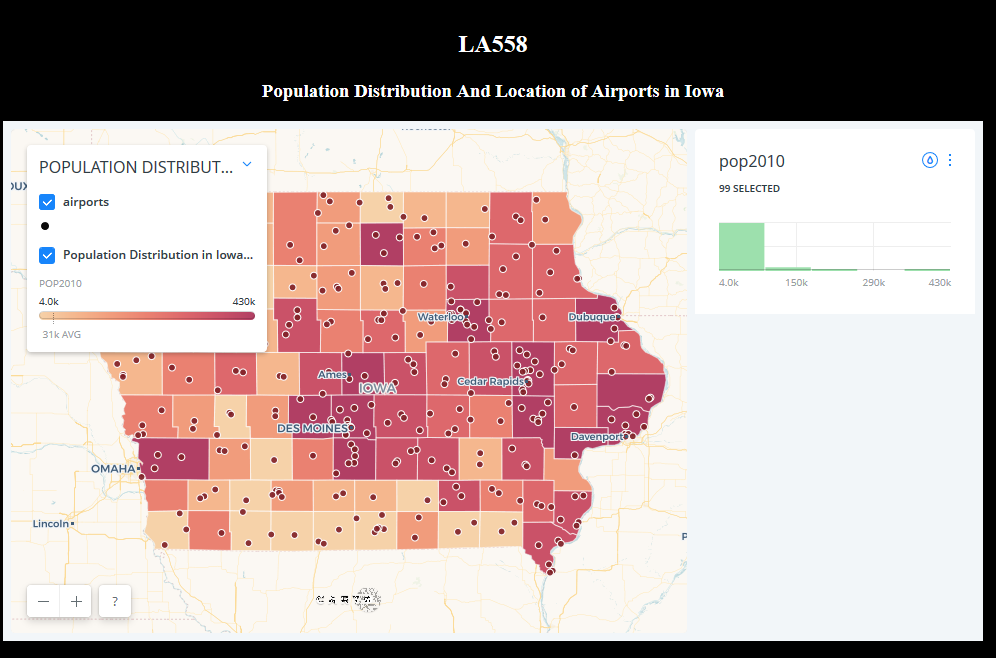 LA558
Population Distribution And Location of Airports in Iowa
POPULATION DISTRIBUT...
airports
Population Distribution in Iowa...
POP2010
4.0k 430k
31k AVG
Waterloo
Dubuque
Ames
IOWA
Cedar Rapids
DES MOINES
Davenport
OMAHA
Lincoln
− + ?
pop2010
99 SELECTED
4.0k 150k 290k 430k